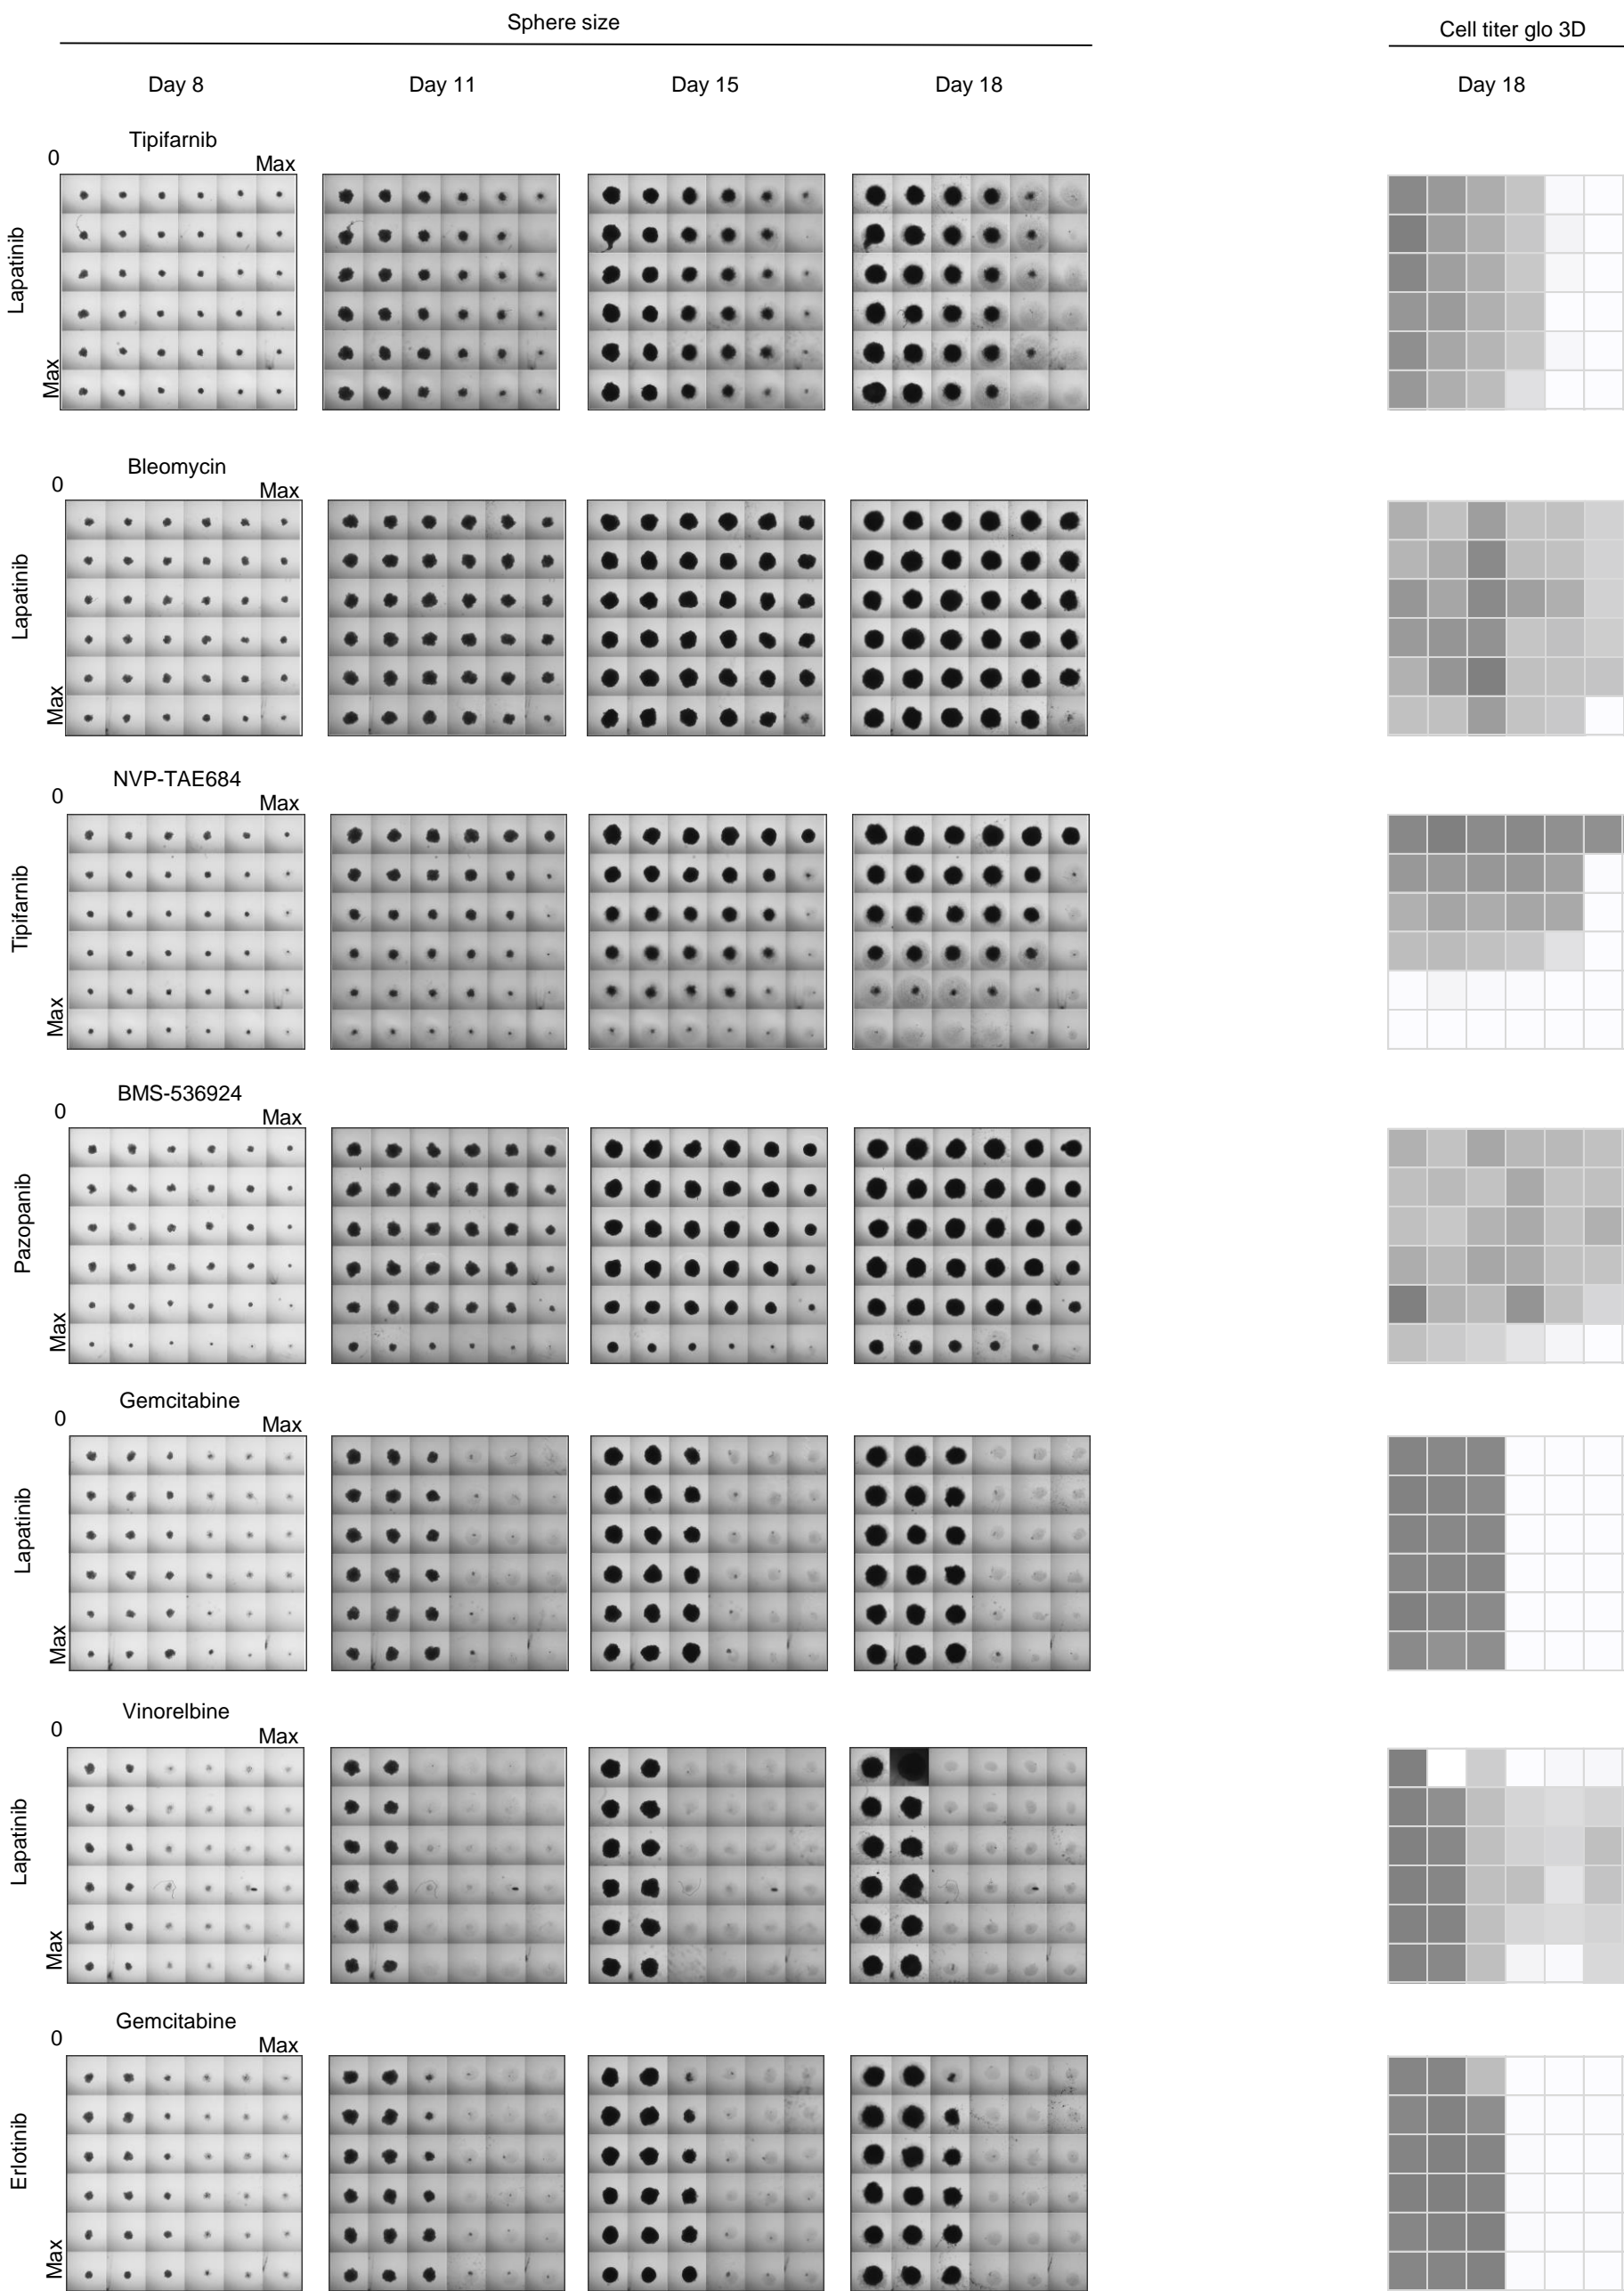 Sphere size
Cell titer glo 3D
Day 8
Day 11
Day 15
Day 18
Day 18
Tipifarnib
0
Max
Lapatinib
Max
Bleomycin
0
Max
Lapatinib
Max
NVP-TAE684
0
Max
Tipifarnib
Max
BMS-536924
0
Max
Pazopanib
Max
Gemcitabine
0
Max
Lapatinib
Max
Vinorelbine
0
Max
Lapatinib
Max
Gemcitabine
0
Max
Erlotinib
Max